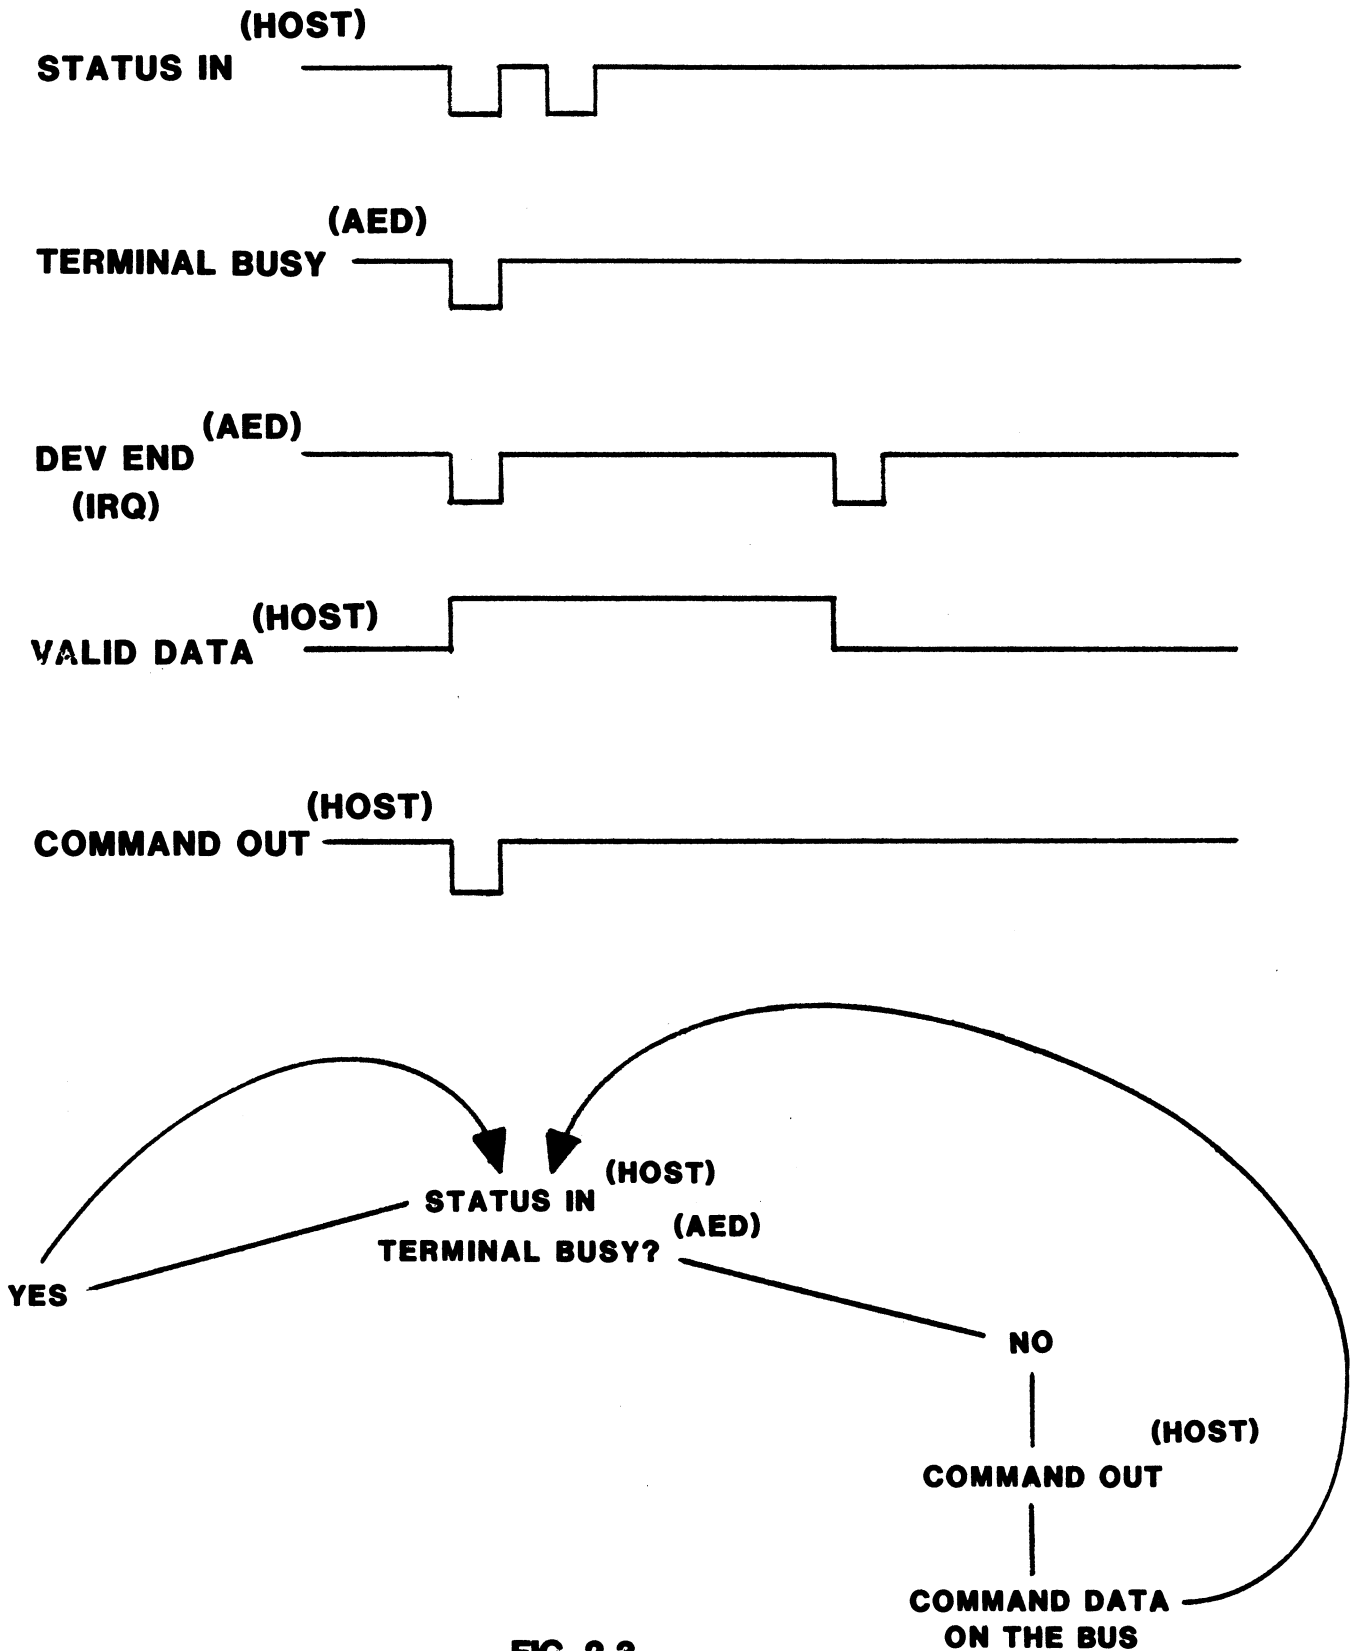 (HOST)
STATUS IN
(AED)
TERMINAL BUSY
(AED)
DEV END
(IRQ)
(HOST)
VALID DATA
(HOST)
COMMAND OUT
(HOST)
STATUS IN
(AED)
TERMINAL BUSY?
YES
NO
(HOST)
COMMAND OUT
COMMAND DATA
ON THE BUS
FIG